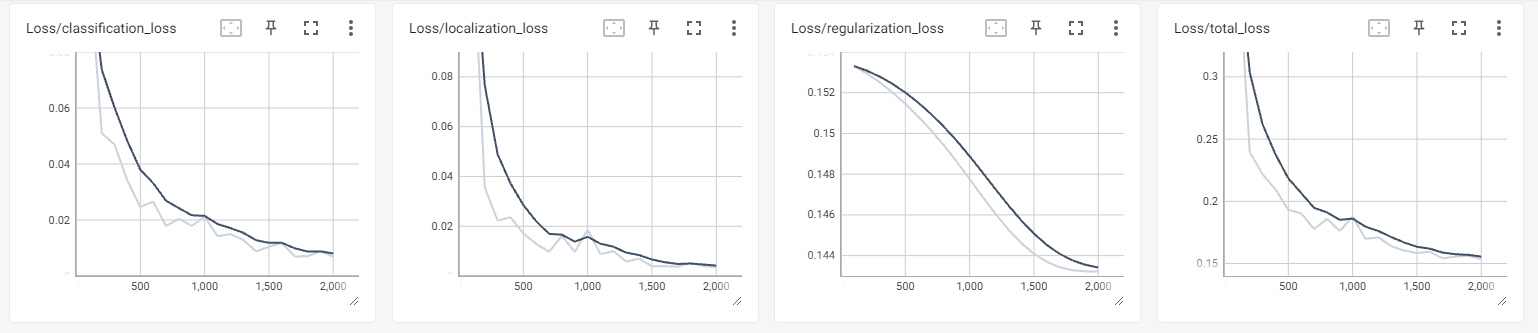 Loss/classification_loss
0.06
0.04
0.02
500 1,000 1,500 2,000
Loss/localization_loss
0.08
0.06
0.04
0.02
500 1,000 1,500 2,000
Loss/regularization_loss
0.152
0.15
0.148
0.146
0.144
500 1,000 1,500 2,000
Loss/total_loss
0.3
0.25
0.2
0.15
500 1,000 1,500 2,000